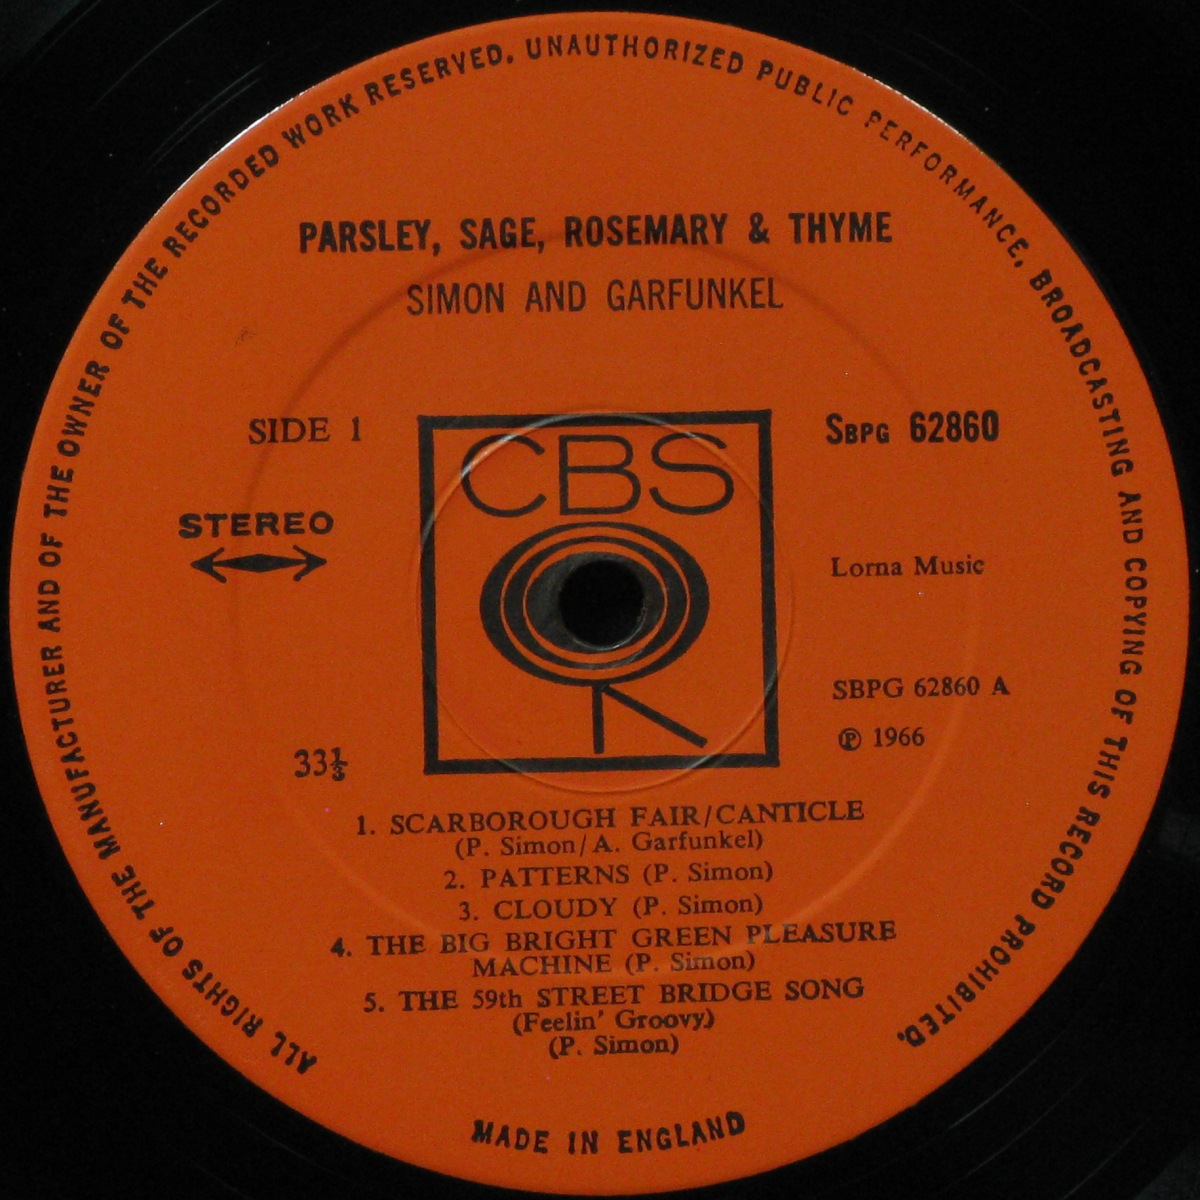 ALL RIGHTS OF THE MANUFACTURER AND OF THE OWNER OF THE RECORDED WORK RESERVED. UNAUTHORIZED PUBLIC PERFORMANCE, BROADCASTING AND COPYING OF THIS RECORD PROHIBITED.
PARSLEY, SAGE, ROSEMARY & THYME
SIMON AND GARFUNKEL
SIDE 1
SBPG 62860
CBS
STEREO
Lorna Music
SBPG 62860 A
℗ 1966
33⅓
1. SCARBOROUGH FAIR/CANTICLE
(P. Simon/A. Garfunkel)
2. PATTERNS (P. Simon)
3. CLOUDY (P. Simon)
4. THE BIG BRIGHT GREEN PLEASURE
MACHINE (P. Simon)
5. THE 59th STREET BRIDGE SONG
(Feelin' Groovy)
(P. Simon)
MADE IN ENGLAND